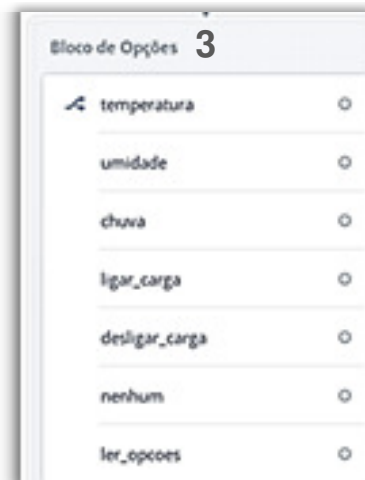 Bloco de Opções 3
temperatura
umidade
chuva
ligar_carga
desligar_carga
nenhum
ler_opcoes